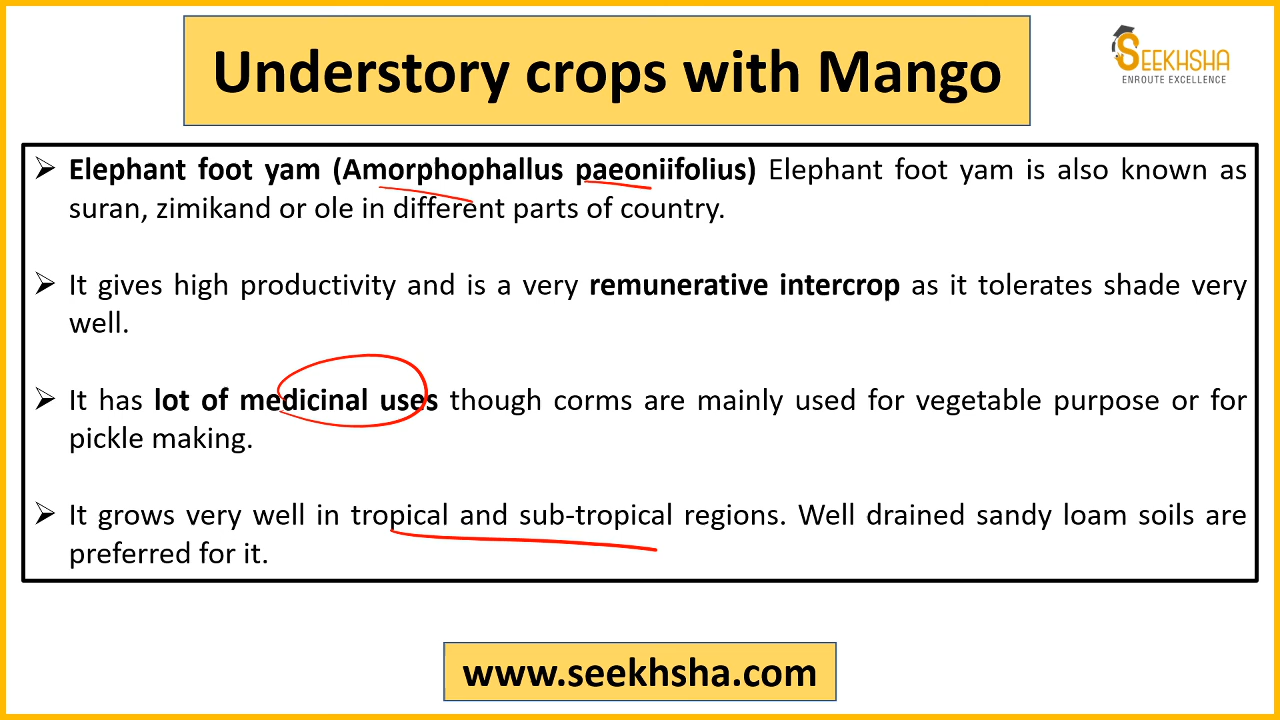 Understory crops with Mango
SEEKHSHA
ENROUTE EXCELLENCE
➢ Elephant foot yam (Amorphophallus paeoniifolius) Elephant foot yam is also known as
suran, zimikand or ole in different parts of country.
➢ It gives high productivity and is a very remunerative intercrop as it tolerates shade very
well.
➢ It has lot of medicinal uses though corms are mainly used for vegetable purpose or for
pickle making.
➢ It grows very well in tropical and sub-tropical regions. Well drained sandy loam soils are
preferred for it.
www.seekhsha.com